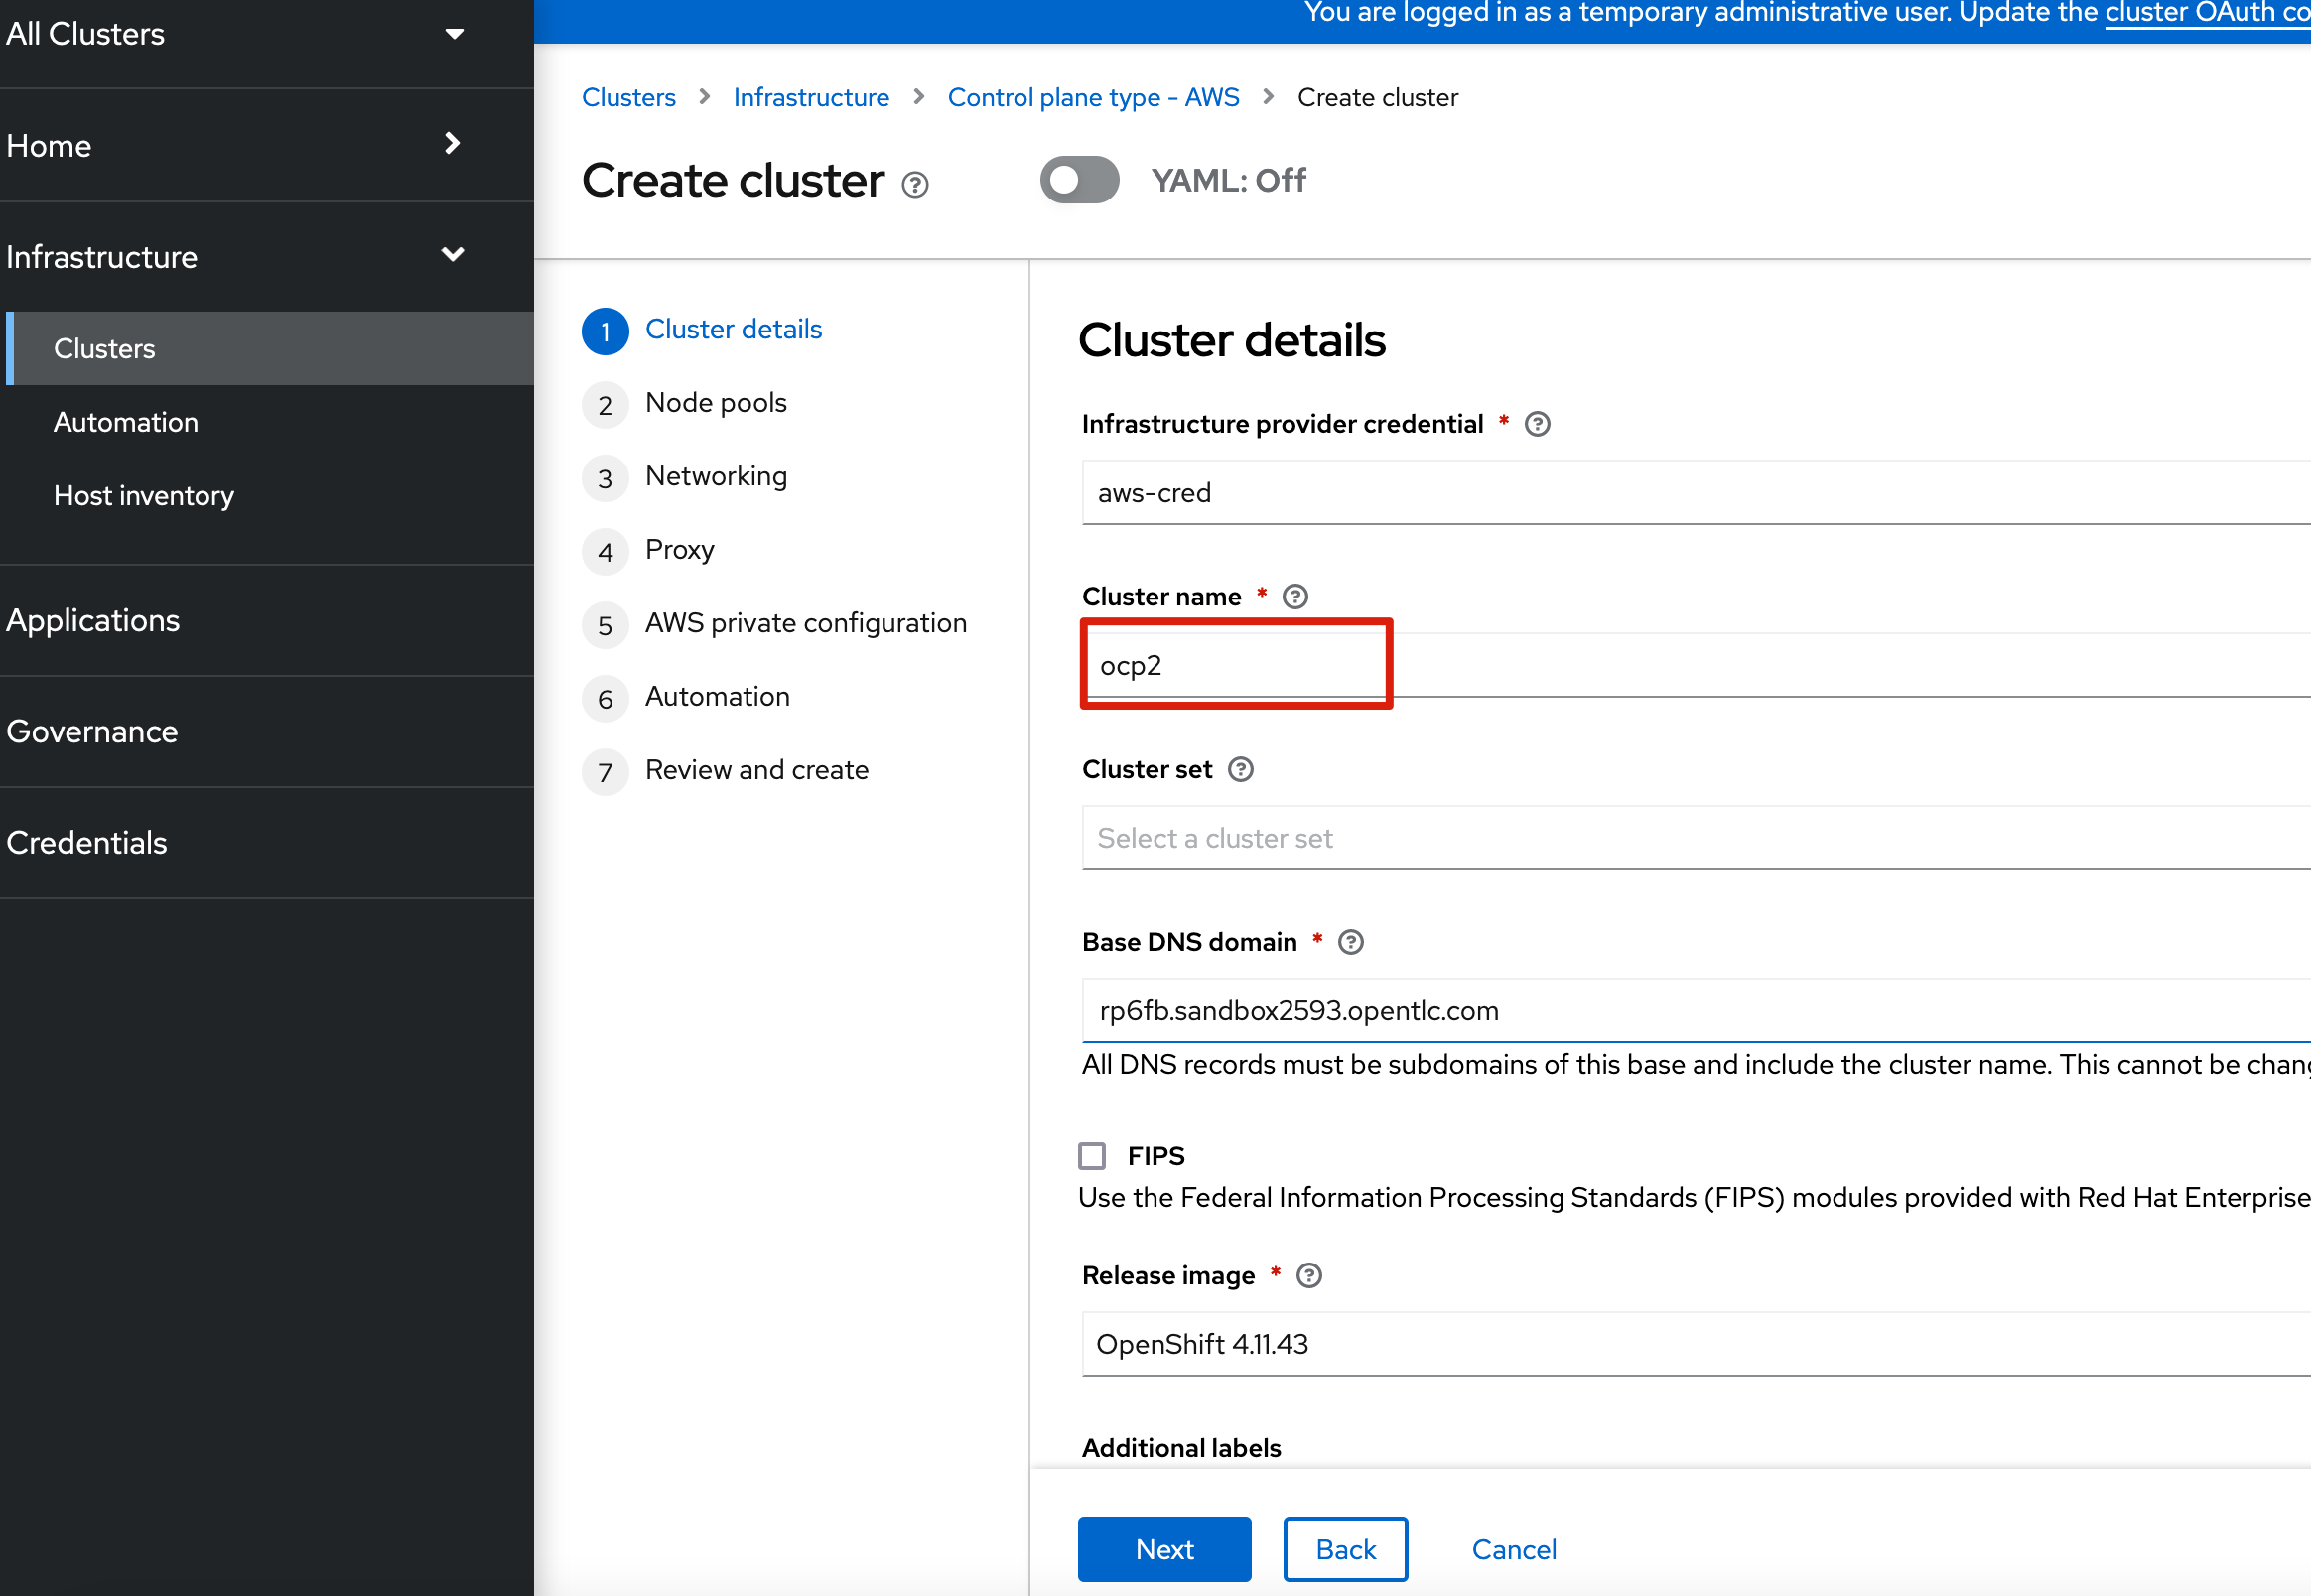 All Clusters
Home
Infrastructure
Clusters
Automation
Host inventory
Applications
Governance
Credentials
You are logged in as a temporary administrative user. Update the cluster OAuth co
Clusters > Infrastructure > Control plane type - AWS > Create cluster
Create cluster
YAML: Off
1 Cluster details
2 Node pools
3 Networking
4 Proxy
5 AWS private configuration
6 Automation
7 Review and create
Cluster details
Infrastructure provider credential *
aws-cred
Cluster name *
ocp2
Cluster set
Select a cluster set
Base DNS domain *
rp6fb.sandbox2593.opentlc.com
All DNS records must be subdomains of this base and include the cluster name. This cannot be chang
FIPS
Use the Federal Information Processing Standards (FIPS) modules provided with Red Hat Enterprise
Release image *
OpenShift 4.11.43
Additional labels
Next
Back
Cancel